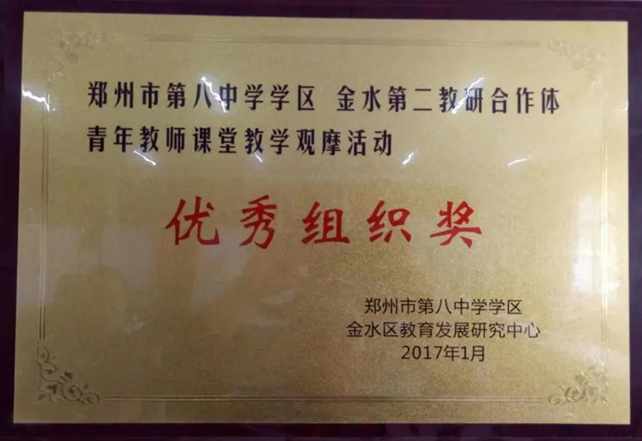 郑州市第八中学学区 金水第二教研合作体
青年教师课堂教学观摩活动
优秀组织奖
郑州市第八中学学区
金水区教育发展研究中心
2017年1月